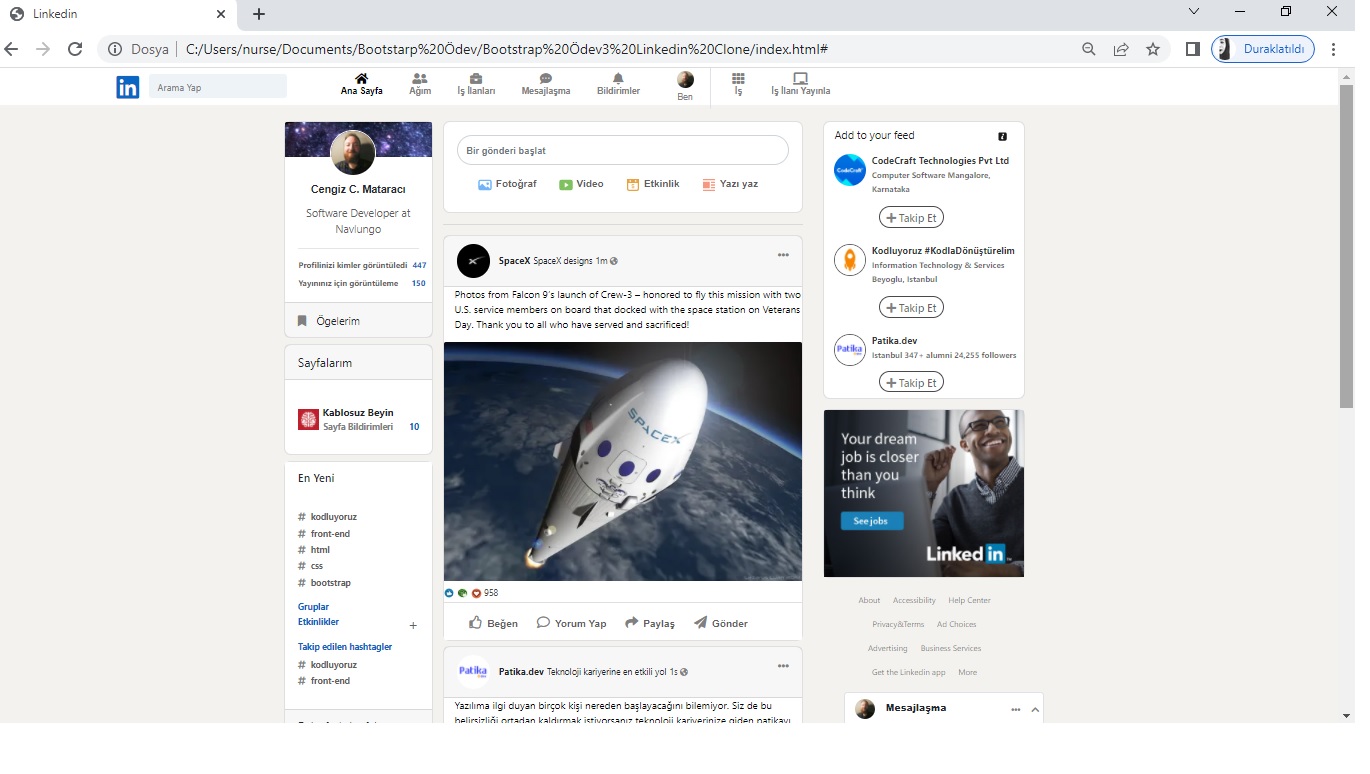 Linkedin
Dosya
C:/Users/nurse/Documents/Bootstarp%20Ödev/Bootstrap%20Ödev3%20Linkedin%20Clone/index.html#
Duraklatıldı
in
Arama Yap
Ana Sayfa
Ağım
İş İlanları
Mesajlaşma
Bildirimler
Ben
İş
İş İlanı Yayınla
Cengiz C. Mataracı
Software Developer at
Navlungo
Profilinizi kimler görüntüledi 447
Yayınınız için görüntüleme 150
Ögelerim
Sayfalarım
Kablosuz Beyin
Sayfa Bildirimleri 10
En Yeni
# kodluyoruz
# front-end
# html
# css
# bootstrap
Gruplar
Etkinlikler +
Takip edilen hashtagler
# kodluyoruz
# front-end
Bir gönderi başlat
Fotoğraf
Video
Etkinlik
Yazı yaz
SpaceX SpaceX designs 1m
Photos from Falcon 9's launch of Crew-3 – honored to fly this mission with two
U.S. service members on board that docked with the space station on Veterans
Day. Thank you to all who have served and sacrificed!
SPACEX
958
Beğen
Yorum Yap
Paylaş
Gönder
Patika.dev Teknoloji kariyerine en etkili yol 1s
Yazılıma ilgi duyan birçok kişi nereden başlayacağını bilemiyor. Siz de bu
belirsizliği ortadan kaldırmak istiyorsanız teknoloji kariyerinize giden patikayı
Add to your feed
CodeCraft
CodeCraft Technologies Pvt Ltd
Computer Software Mangalore,
Karnataka
+ Takip Et
Kodluyoruz #KodlaDönüştürelim
Information Technology & Services
Beyoglu, Istanbul
+ Takip Et
Patika
Patika.dev
Istanbul 347+ alumni 24,255 followers
+ Takip Et
Your dream
job is closer
than you
think
See jobs
Linked in
About Accessibility Help Center
Privacy&Terms Ad Choices
Advertising Business Services
Get the Linkedin app More
Mesajlaşma